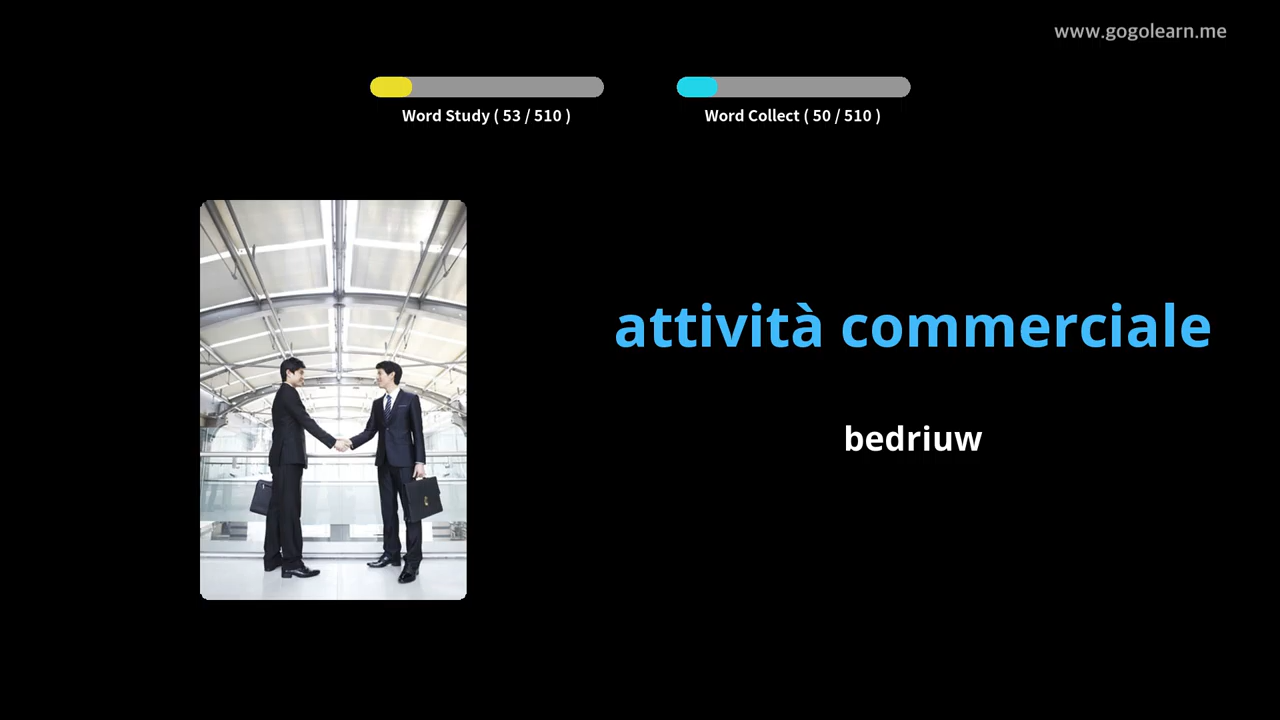 www.gogolearn.me
Word Study ( 53 / 510 )
Word Collect ( 50 / 510 )
attività commerciale
bedriuw